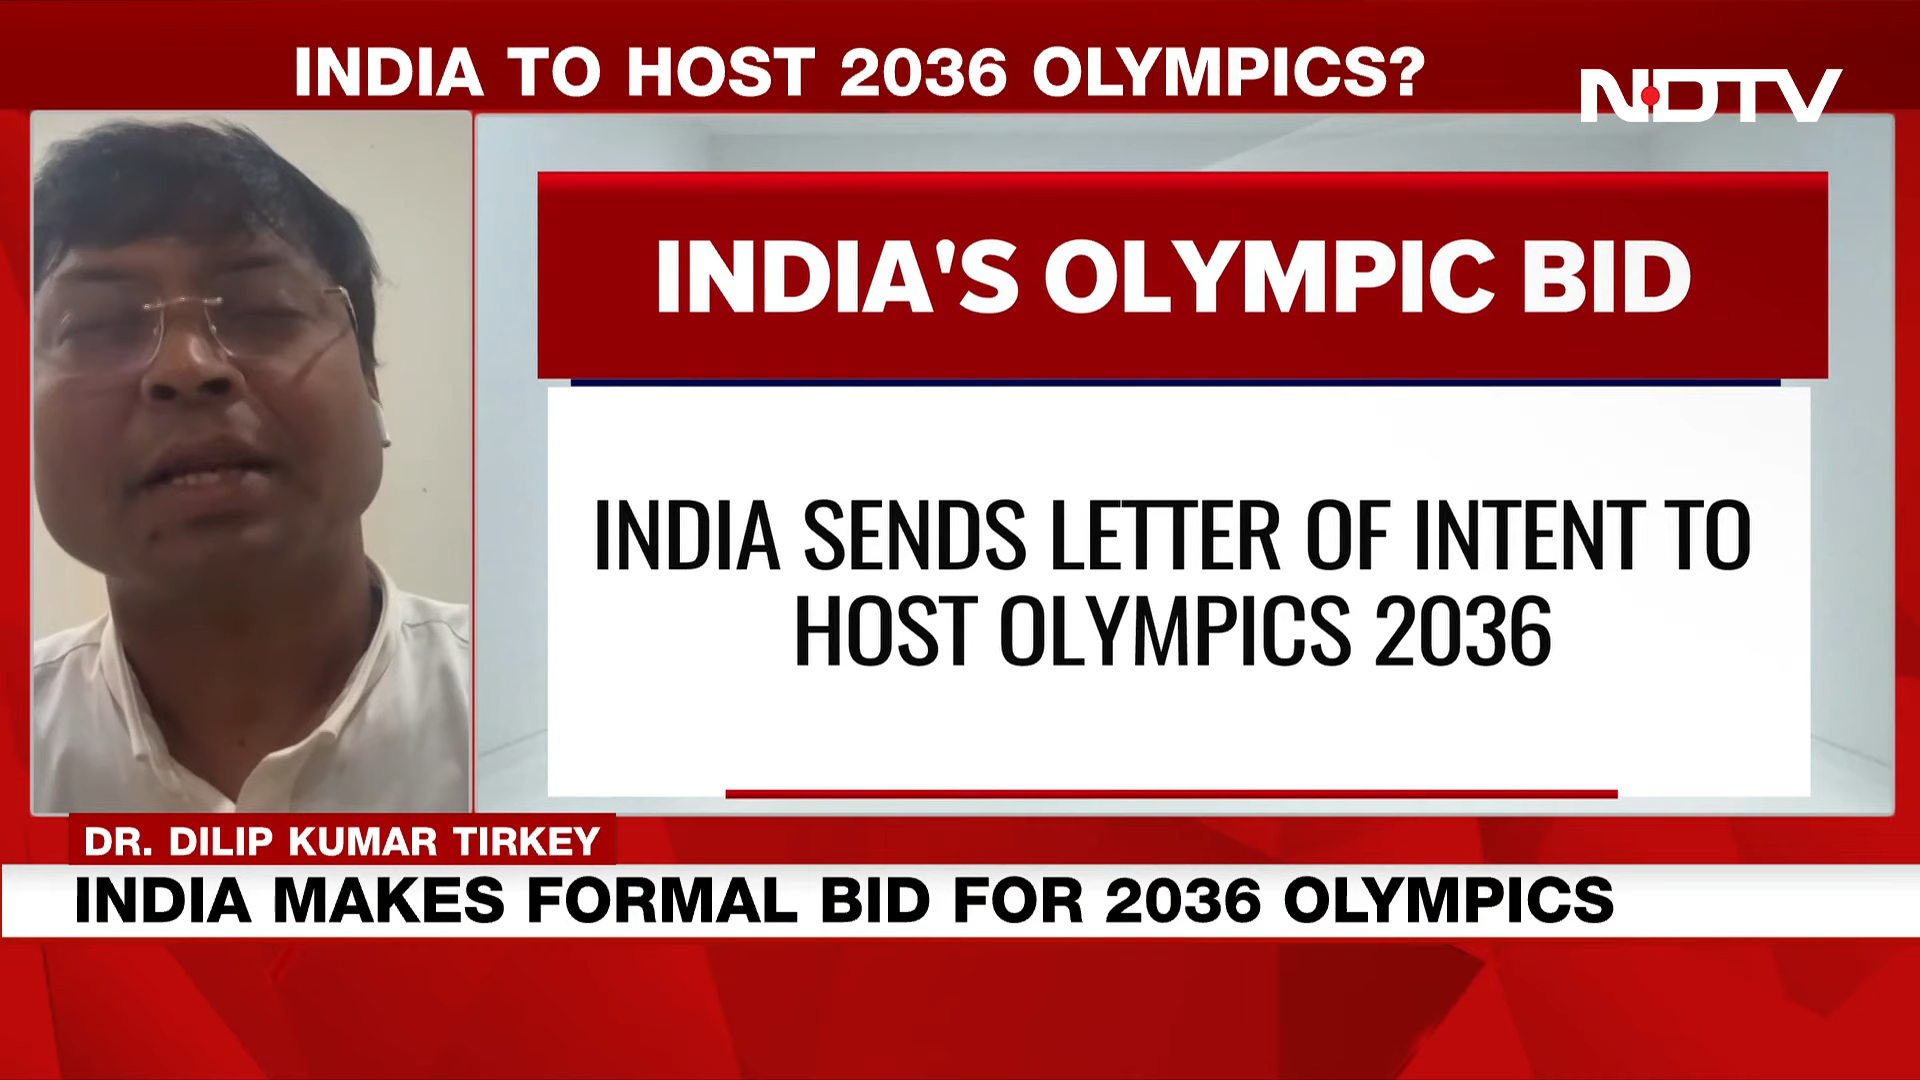 INDIA TO HOST 2036 OLYMPICS?
NDTV
INDIA'S OLYMPIC BID
INDIA SENDS LETTER OF INTENT TO
HOST OLYMPICS 2036
DR. DILIP KUMAR TIRKEY
INDIA MAKES FORMAL BID FOR 2036 OLYMPICS